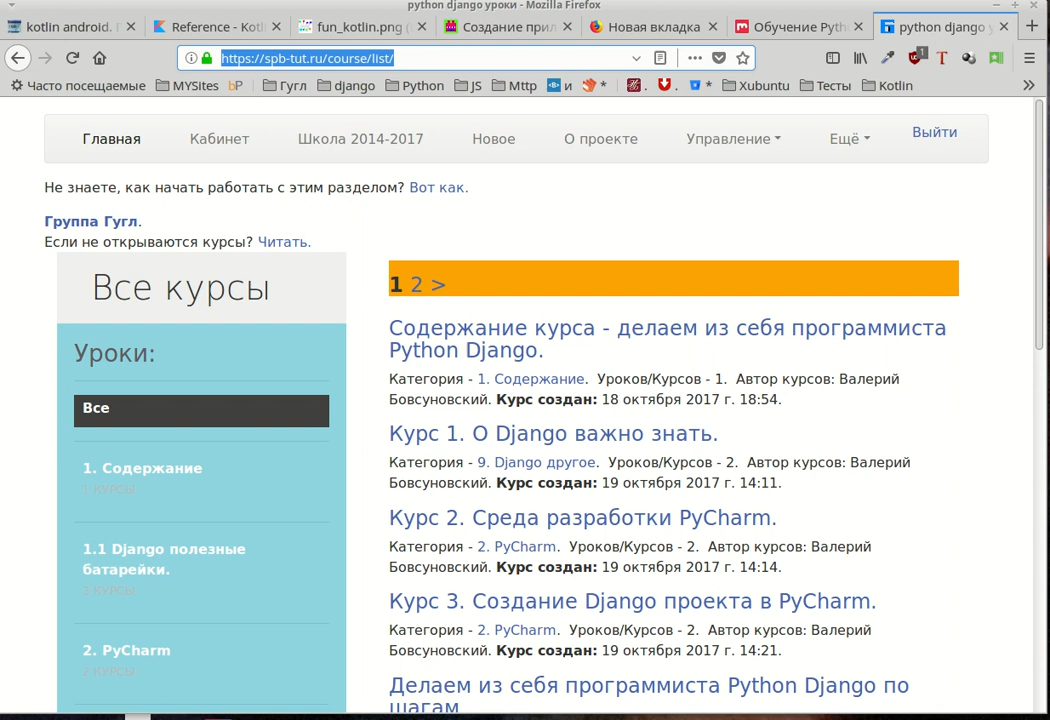 python django уроки - Mozilla Firefox
kotlin android.
Reference - Kotl
fun_kotlin.png (
Создание прил
Новая вкладка
Обучение Pyth
python django у
https://spb-tut.ru/course/list/
Часто посещаемые MYSites bP Гугл django Python JS Mttp и * . . * Xubuntu Тесты Kotlin
Главная Кабинет Школа 2014-2017 Новое О проекте Управление Ещё Выйти
Не знаете, как начать работать с этим разделом? Вот как.
Группа Гугл.
Если не открываются курсы? Читать.
Все курсы
Уроки:
Все
1. Содержание
1 КУРСЫ
1.1 Django полезные
батарейки.
3 КУРСЫ
2. PyCharm
1 2 >
Содержание курса - делаем из себя программиста
Python Django.
Категория - 1. Содержание. Уроков/Курсов - 1. Автор курсов: Валерий
Бовсуновский. Курс создан: 18 октября 2017 г. 18:54.
Курс 1. О Django важно знать.
Категория - 9. Django другое. Уроков/Курсов - 2. Автор курсов: Валерий
Бовсуновский. Курс создан: 19 октября 2017 г. 14:11.
Курс 2. Среда разработки PyCharm.
Категория - 2. PyCharm. Уроков/Курсов - 2. Автор курсов: Валерий
Бовсуновский. Курс создан: 19 октября 2017 г. 14:14.
Курс 3. Создание Django проекта в PyCharm.
Категория - 2. PyCharm. Уроков/Курсов - 2. Автор курсов: Валерий
Бовсуновский. Курс создан: 19 октября 2017 г. 14:21.
Делаем из себя программиста Python Django по
шагам